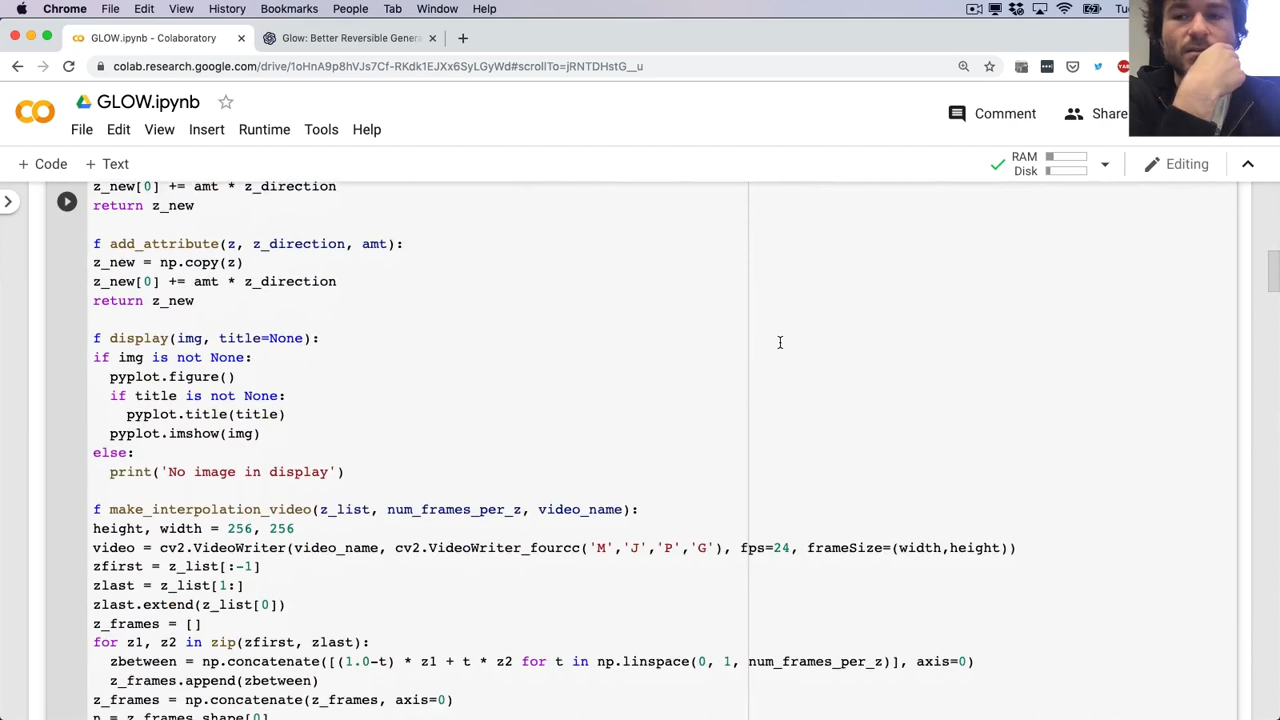 Chrome File Edit View History Bookmarks People Tab Window Help Tu
GLOW.ipynb - Colaboratory Glow: Better Reversible Genera
colab.research.google.com/drive/1oHnA9p8hVJs7Cf-RKdk1EJXx6SyLGyWd#scrollTo=jRNTDHstG__u
GLOW.ipynb
Comment Share
File Edit View Insert Runtime Tools Help
+ Code + Text
RAM
Disk
Editing
z_new[0] += amt * z_direction
return z_new
f add_attribute(z, z_direction, amt):
z_new = np.copy(z)
z_new[0] += amt * z_direction
return z_new
f display(img, title=None):
if img is not None:
pyplot.figure()
if title is not None:
pyplot.title(title)
pyplot.imshow(img)
else:
print('No image in display')
f make_interpolation_video(z_list, num_frames_per_z, video_name):
height, width = 256, 256
video = cv2.VideoWriter(video_name, cv2.VideoWriter_fourcc('M','J','P','G'), fps=24, frameSize=(width,height))
zfirst = z_list[:-1]
zlast = z_list[1:]
zlast.extend(z_list[0])
z_frames = []
for z1, z2 in zip(zfirst, zlast):
zbetween = np.concatenate([(1.0-t) * z1 + t * z2 for t in np.linspace(0, 1, num_frames_per_z)], axis=0)
z_frames.append(zbetween)
z_frames = np.concatenate(z_frames, axis=0)
n = z_frames.shape[0]